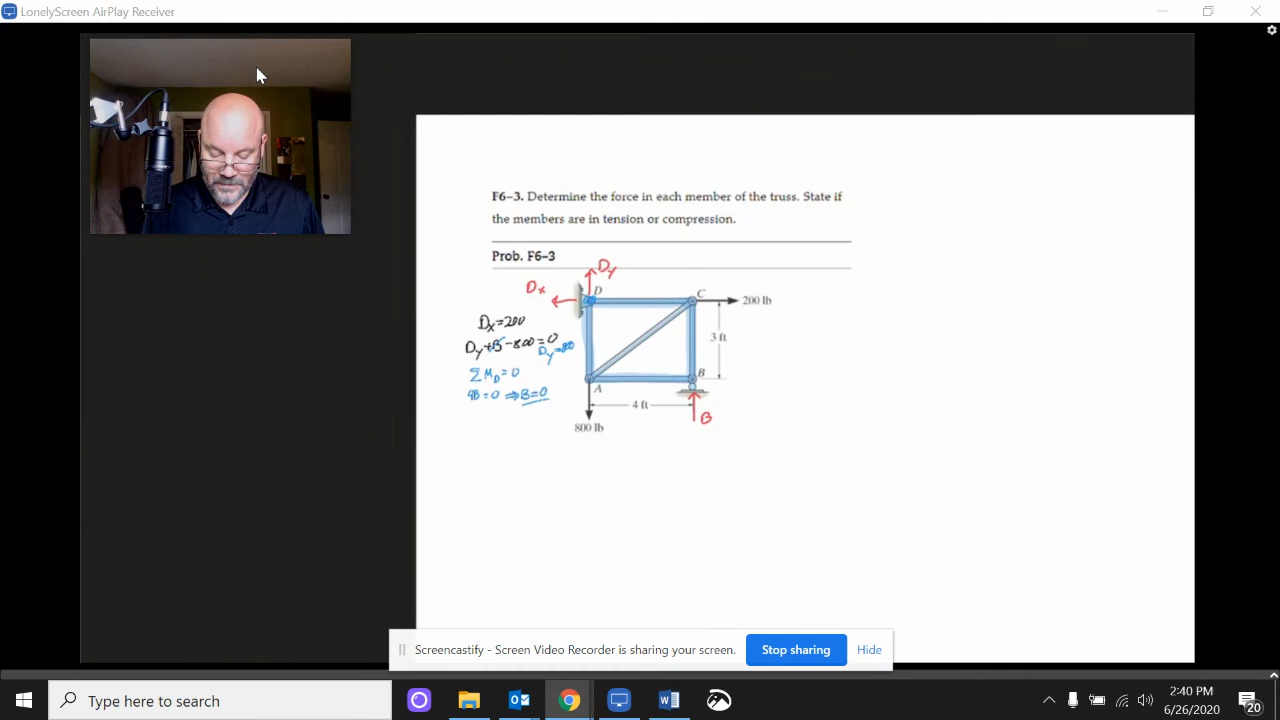 LonelyScreen AirPlay Receiver
F6–3. Determine the force in each member of the truss. State if
the members are in tension or compression.
Prob. F6–3
Dy
Dx
D
C
200 lb
Dx=200
Dy+B-800=0
Dy=800
3 ft
ΣMD=0
B
4B=0 ⇒B=0
A
4 ft
B
800 lb
Screencastify - Screen Video Recorder is sharing your screen.
Stop sharing
Hide
Type here to search
2:40 PM
6/26/2020
20